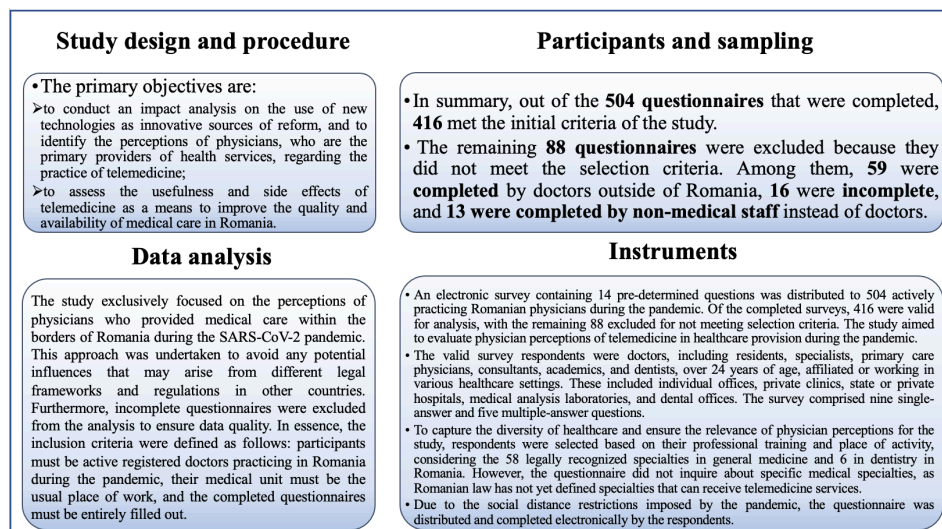 Study design and procedure
•The primary objectives are:
➢to conduct an impact analysis on the use of new
technologies as innovative sources of reform, and to
identify the perceptions of physicians, who are the
primary providers of health services, regarding the
practice of telemedicine;
➢to assess the usefulness and side effects of
telemedicine as a means to improve the quality and
availability of medical care in Romania.
Participants and sampling
•In summary, out of the 504 questionnaires that were completed,
416 met the initial criteria of the study.
•The remaining 88 questionnaires were excluded because they
did not meet the selection criteria. Among them, 59 were
completed by doctors outside of Romania, 16 were incomplete,
and 13 were completed by non-medical staff instead of doctors.
Data analysis
The study exclusively focused on the perceptions of
physicians who provided medical care within the
borders of Romania during the SARS-CoV-2 pandemic.
This approach was undertaken to avoid any potential
influences that may arise from different legal
frameworks and regulations in other countries.
Furthermore, incomplete questionnaires were excluded
from the analysis to ensure data quality. In essence, the
inclusion criteria were defined as follows: participants
must be active registered doctors practicing in Romania
during the pandemic, their medical unit must be the
usual place of work, and the completed questionnaires
must be entirely filled out.
Instruments
• An electronic survey containing 14 pre-determined questions was distributed to 504 actively
practicing Romanian physicians during the pandemic. Of the completed surveys, 416 were valid
for analysis, with the remaining 88 excluded for not meeting selection criteria. The study aimed
to evaluate physician perceptions of telemedicine in healthcare provision during the pandemic.
• The valid survey respondents were doctors, including residents, specialists, primary care
physicians, consultants, academics, and dentists, over 24 years of age, affiliated or working in
various healthcare settings. These included individual offices, private clinics, state or private
hospitals, medical analysis laboratories, and dental offices. The survey comprised nine single-
answer and five multiple-answer questions.
• To capture the diversity of healthcare and ensure the relevance of physician perceptions for the
study, respondents were selected based on their professional training and place of activity,
considering the 58 legally recognized specialties in general medicine and 6 in dentistry in
Romania. However, the questionnaire did not inquire about specific medical specialties, as
Romanian law has not yet defined specialties that can receive telemedicine services.
• Due to the social distance restrictions imposed by the pandemic, the questionnaire was
distributed and completed electronically by the respondents.